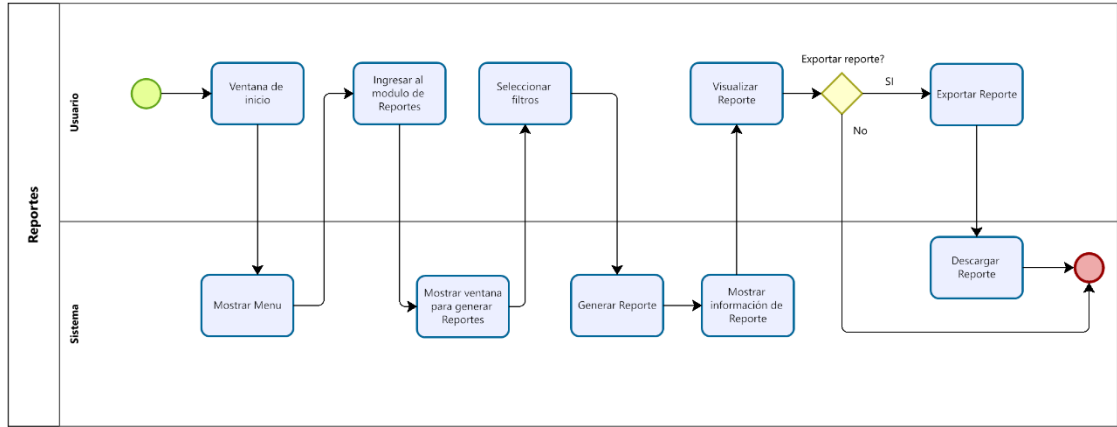 Reportes
Usuario
Ventana de
inicio
Ingresar al
modulo de
Reportes
Seleccionar
filtros
Visualizar
Reporte
Exportar reporte?
SI
No
Exportar Reporte
Sistema
Mostrar Menu
Mostrar ventana
para generar
Reportes
Generar Reporte
Mostrar
información de
Reporte
Descargar
Reporte